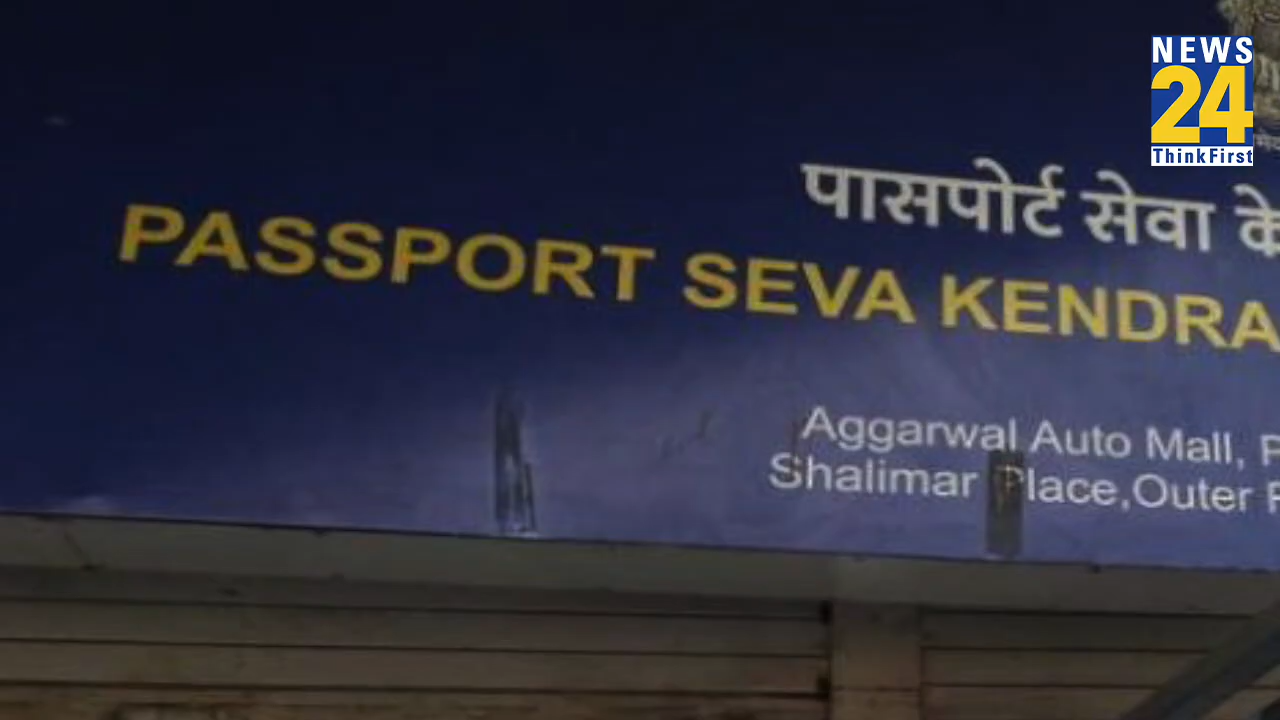 NEWS
24
ThinkFirst
पासपोर्ट सेवा
PASSPORT SEVA KENDRA
Aggarwal Auto Mall,
Shalimar Place,Outer